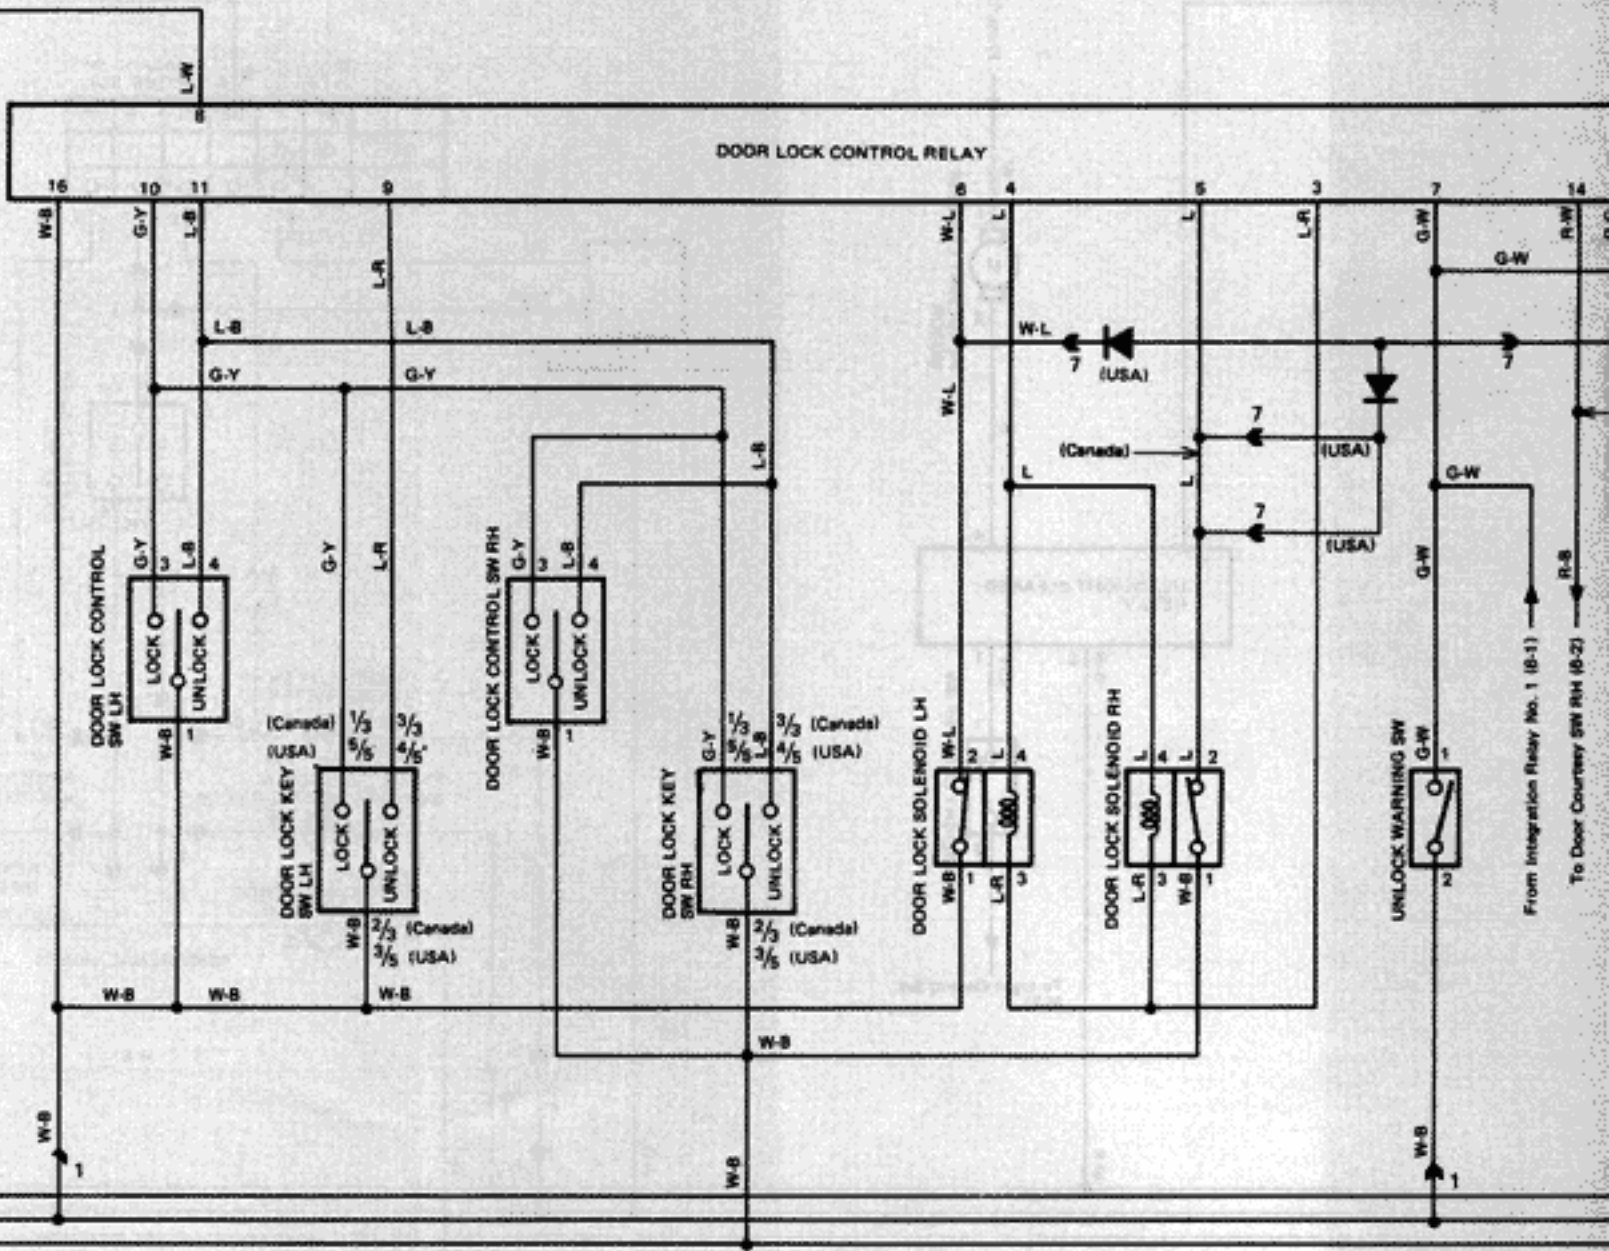 L-W
8
DOOR LOCK CONTROL RELAY
16 10 11 9 6 4 5 3 7 14
W-B G-Y L-B L-R W-L L L L-R G-W R-W
G-W
L-B L-B
W-L
7 (USA) 7
G-Y G-Y
W-L
L-B
(Canada) L 7 (USA)
L
G-W
7 (USA)
DOOR LOCK CONTROL
SW LH
G-Y 3 L-B 4
LOCK UNLOCK
W-B 1
G-Y L-R
DOOR LOCK CONTROL SW RH
G-Y 3 L-B 4
LOCK UNLOCK
W-B 1
G-W
R-B
(Canada) 1/3 3/3
(USA) 5/5 4/5
DOOR LOCK KEY
SW LH
LOCK UNLOCK
W-B 2/3 (Canada)
3/5 (USA)
G-Y 1/3 L-B 3/3 (Canada)
5/5 4/5 (USA)
DOOR LOCK KEY
SW RH
LOCK UNLOCK
W-B 2/3 (Canada)
3/5 (USA)
DOOR LOCK SOLENOID LH
W-L 2 L 4
W-B 1 L-R 3
DOOR LOCK SOLENOID RH
L 4 L 2
L-R 3 W-B 1
UNLOCK WARNING SW
G-W 1
2
From Integration Relay No. 1 (6-1)
To Door Courtesy SW RH (6-2)
W-B W-B W-B
W-B
W-B 1
W-B
W-B 1